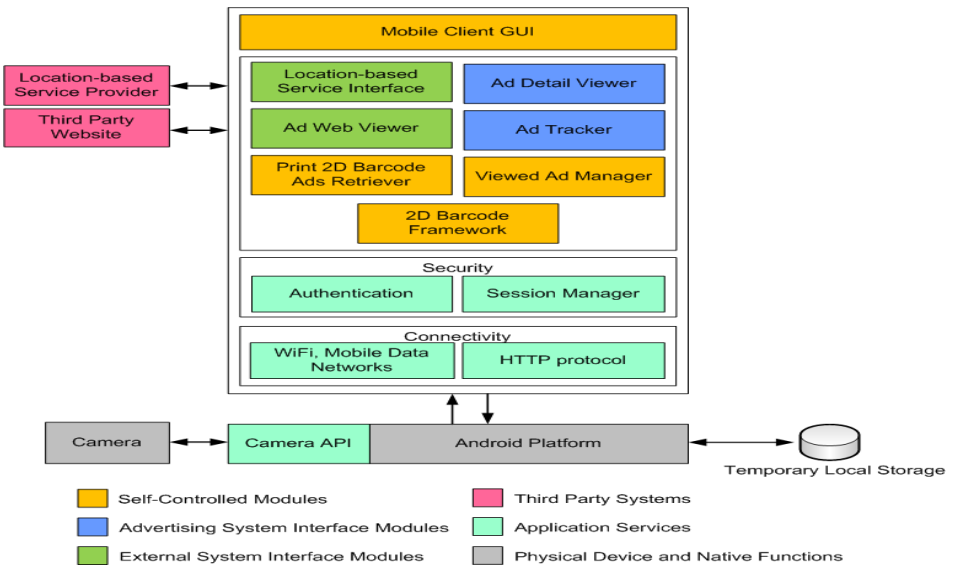 Mobile Client GUI
Location-based
Service Provider
Third Party
Website
Location-based
Service Interface
Ad Detail Viewer
Ad Web Viewer
Ad Tracker
Print 2D Barcode
Ads Retriever
Viewed Ad Manager
2D Barcode
Framework
Security
Authentication
Session Manager
Connectivity
WiFi, Mobile Data
Networks
HTTP protocol
Camera
Camera API
Android Platform
Temporary Local Storage
Self-Controlled Modules
Third Party Systems
Advertising System Interface Modules
Application Services
External System Interface Modules
Physical Device and Native Functions